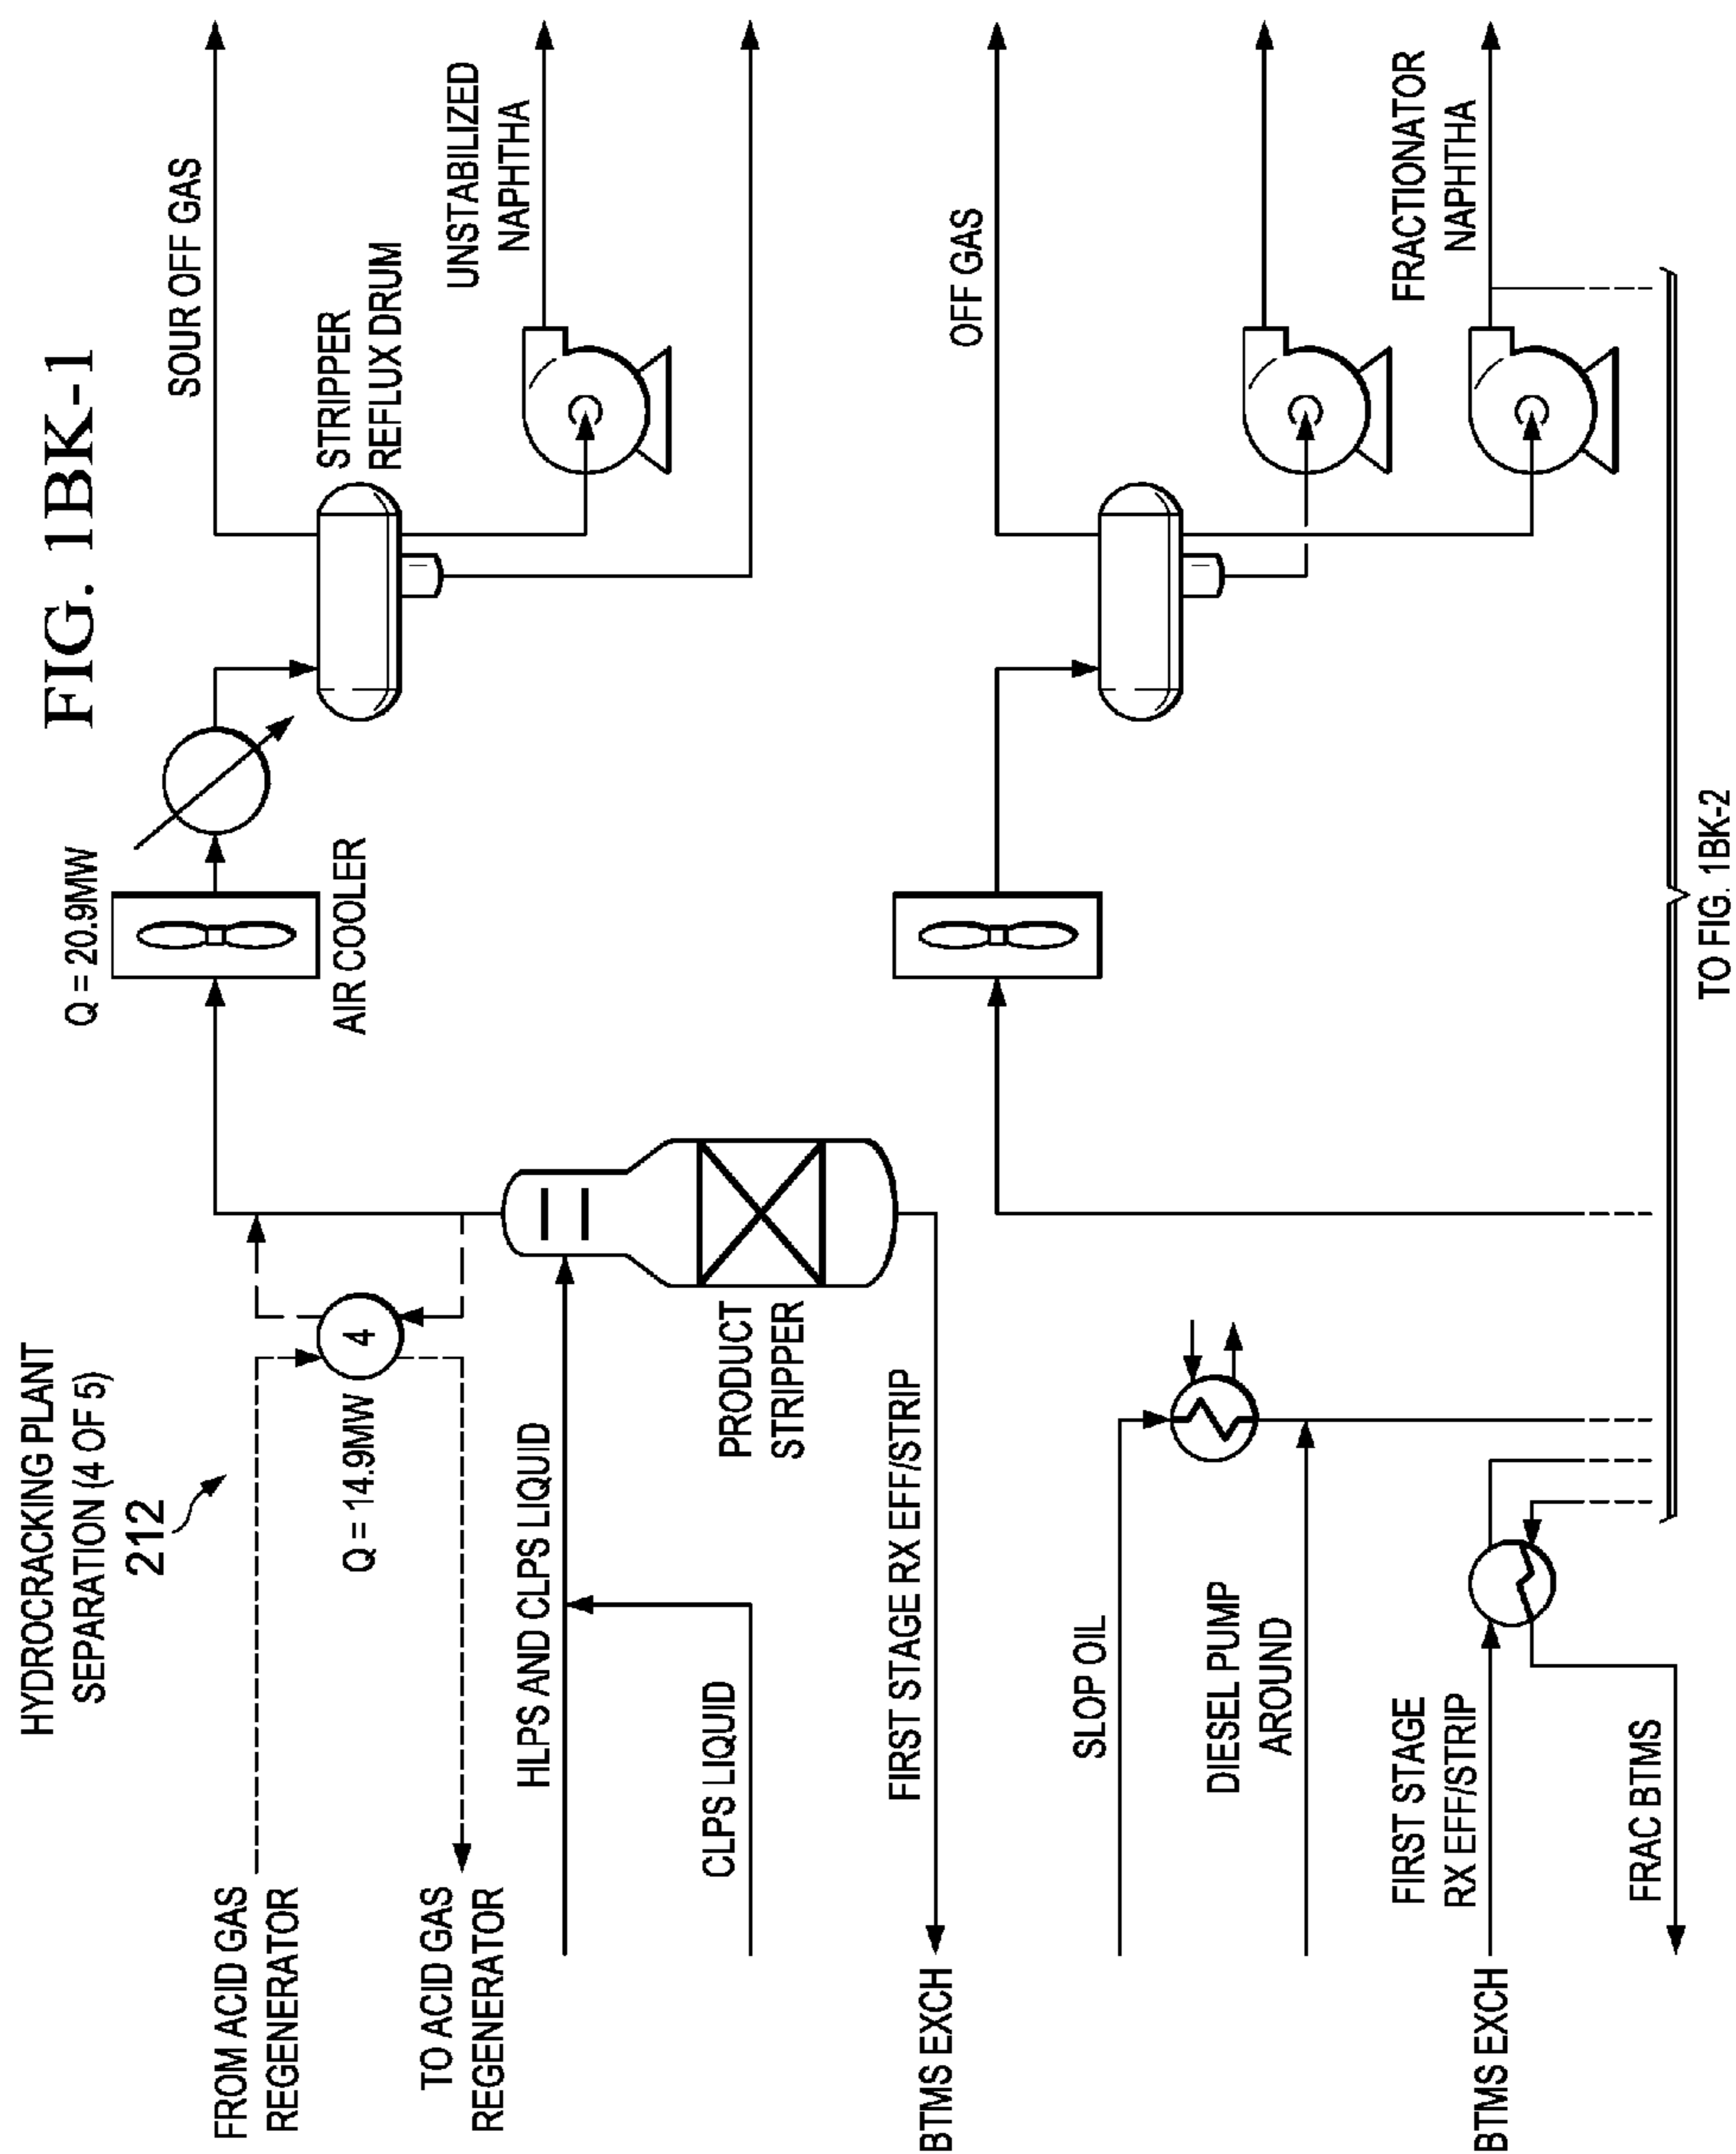 HYDROCRACKING PLANT
SEPARATION (4 OF 5)
212
FIG. 1BK-1
FROM ACID GAS
REGENERATOR
TO ACID GAS
REGENERATOR
Q = 14.9MW
4
Q = 20.9MW
AIR COOLER
SOUR OFF GAS
STRIPPER
REFLUX DRUM
UNSTABILIZED
NAPHTHA
HLPS AND CLPS LIQUID
CLPS LIQUID
PRODUCT
STRIPPER
FIRST STAGE RX EFF/STRIP
BTMS EXCH
OFF GAS
SLOP OIL
DIESEL PUMP
AROUND
FIRST STAGE
RX EFF/STRIP
BTMS EXCH
FRAC BTMS
FRACTIONATOR
NAPHTHA
TO FIG. 1BK-2